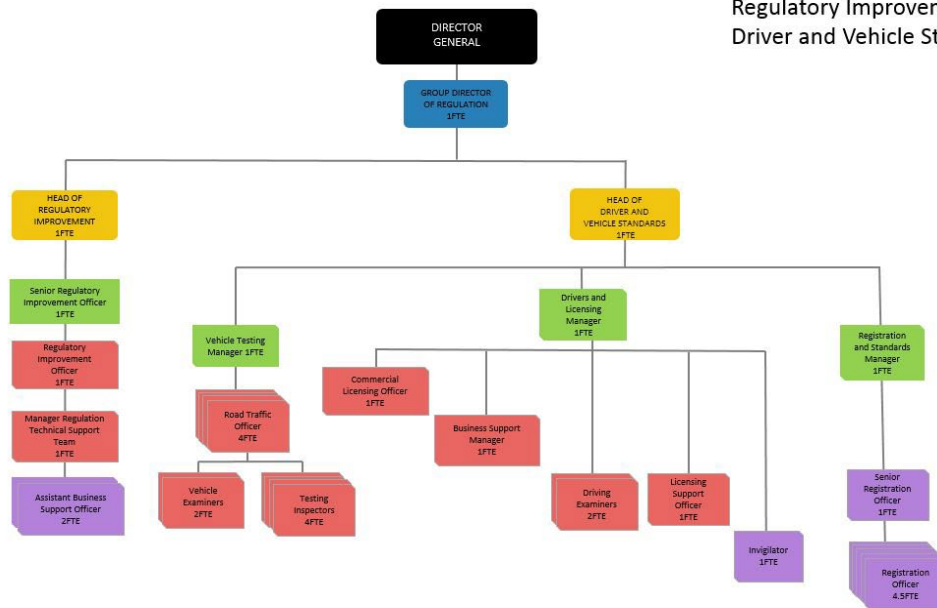 Regulatory Improve
Driver and Vehicle St
DIRECTOR
GENERAL
GROUP DIRECTOR
OF REGULATION
1FTE
HEAD OF
REGULATORY
IMPROVEMENT
1FTE
HEAD OF
DRIVER AND
VEHICLE STANDARDS
1FTE
Senior Regulatory
Improvement Officer
1FTE
Regulatory
Improvement
Officer
1FTE
Manager Regulation
Technical Support
Team
1FTE
Assistant Business
Support Officer
2FTE
Vehicle Testing
Manager 1FTE
Road Traffic
Officer
4FTE
Vehicle
Examiners
2FTE
Testing
Inspectors
4FTE
Drivers and
Licensing
Manager
1FTE
Commercial
Licensing Officer
1FTE
Business Support
Manager
1FTE
Driving
Examiners
2FTE
Licensing
Support
Officer
1FTE
Invigilator
1FTE
Registration
and Standards
Manager
1FTE
Senior
Registration
Officer
1FTE
Registration
Officer
4.5FTE